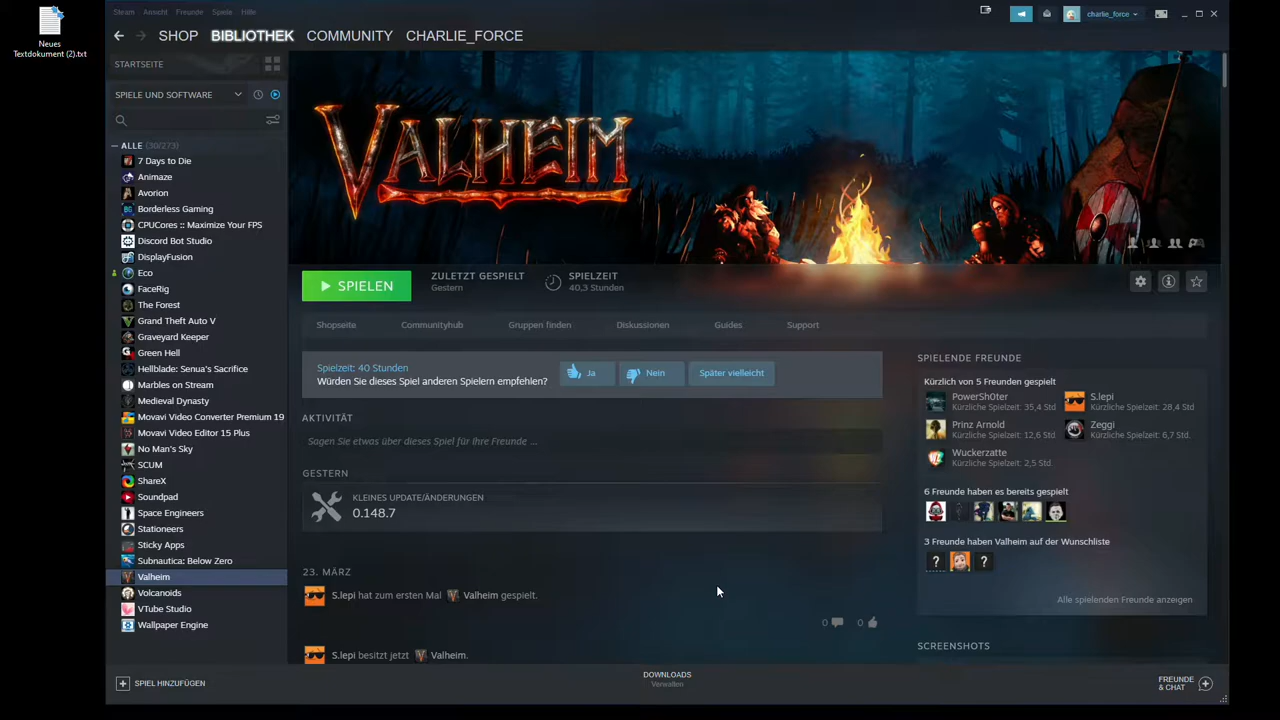 Neues
Textdokument (2).txt
Steam Ansicht Freunde Spiele Hilfe
charlie_force
SHOP BIBLIOTHEK COMMUNITY CHARLIE_FORCE
STARTSEITE
SPIELE UND SOFTWARE
ALLE (30/273)
7 Days to Die
Animaze
Avorion
Borderless Gaming
CPUCores :: Maximize Your FPS
Discord Bot Studio
DisplayFusion
Eco
FaceRig
The Forest
Grand Theft Auto V
Graveyard Keeper
Green Hell
Hellblade: Senua's Sacrifice
Marbles on Stream
Medieval Dynasty
Movavi Video Converter Premium 19
Movavi Video Editor 15 Plus
No Man's Sky
SCUM
ShareX
Soundpad
Space Engineers
Stationeers
Sticky Apps
Subnautica: Below Zero
Valheim
Volcanoids
VTube Studio
Wallpaper Engine
SPIEL HINZUFÜGEN
VALHEIM
SPIELEN
ZULETZT GESPIELT
Gestern
SPIELZEIT
40,3 Stunden
Shopseite Communityhub Gruppen finden Diskussionen Guides Support
Spielzeit: 40 Stunden
Würden Sie dieses Spiel anderen Spielern empfehlen?
Ja Nein Später vielleicht
AKTIVITÄT
Sagen Sie etwas über dieses Spiel für Ihre Freunde ...
GESTERN
KLEINES UPDATE/ÄNDERUNGEN
0.148.7
23. MÄRZ
S.lepi hat zum ersten Mal Valheim gespielt.
0 0
S.lepi besitzt jetzt Valheim.
SPIELENDE FREUNDE
Kürzlich von 5 Freunden gespielt
PowerSh0ter
Kürzliche Spielzeit: 35,4 Std
S.lepi
Kürzliche Spielzeit: 28,4 Std
Prinz Arnold
Kürzliche Spielzeit: 12,6 Std.
Zeggi
Kürzliche Spielzeit: 6,7 Std.
Wuckerzatte
Kürzliche Spielzeit: 2,5 Std
6 Freunde haben es bereits gespielt
3 Freunde haben Valheim auf der Wunschliste
? ?
Alle spielenden Freunde anzeigen
SCREENSHOTS
DOWNLOADS
Verwalten
FREUNDE
& CHAT